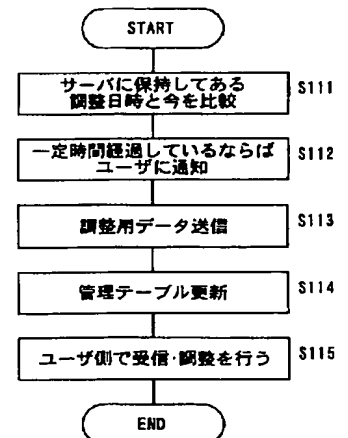 START
サーバに保持してある
調整日時と今を比較
S111
一定時間経過しているならば
ユーザに通知
S112
調整用データ送信
S113
管理テーブル更新
S114
ユーザ側で受信・調整を行う
S115
END